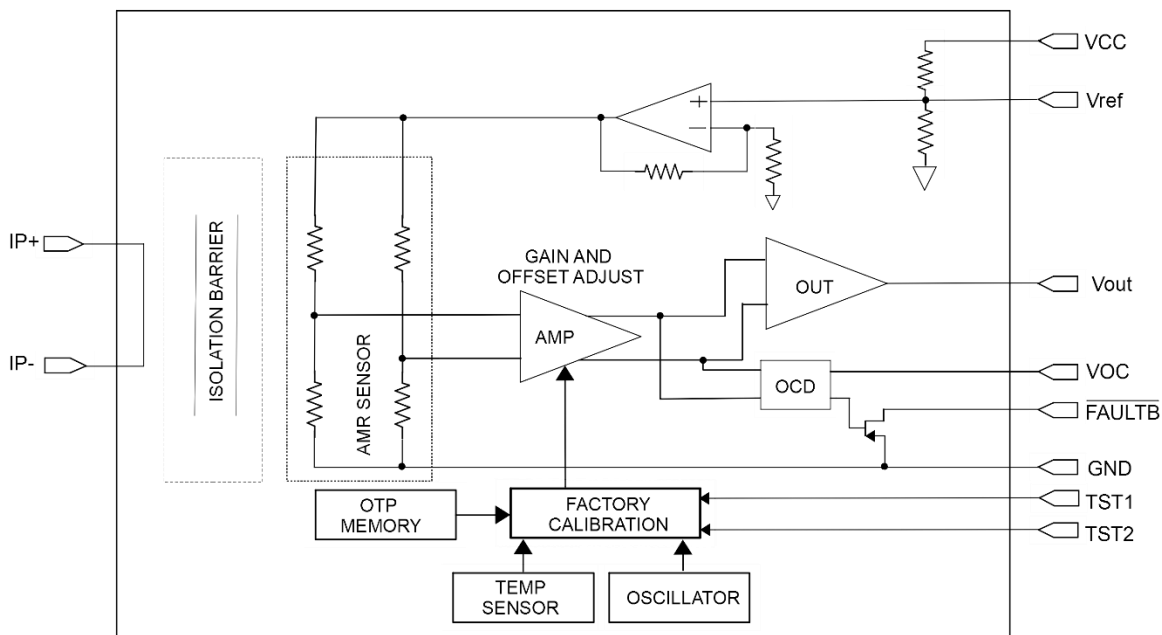 VCC
Vref
+
−
IP+
IP-
ISOLATION BARRIER
AMR SENSOR
GAIN AND
OFFSET ADJUST
AMP
OUT
Vout
OCD
VOC
FAULTB
GND
OTP
MEMORY
FACTORY
CALIBRATION
TST1
TST2
TEMP
SENSOR
OSCILLATOR